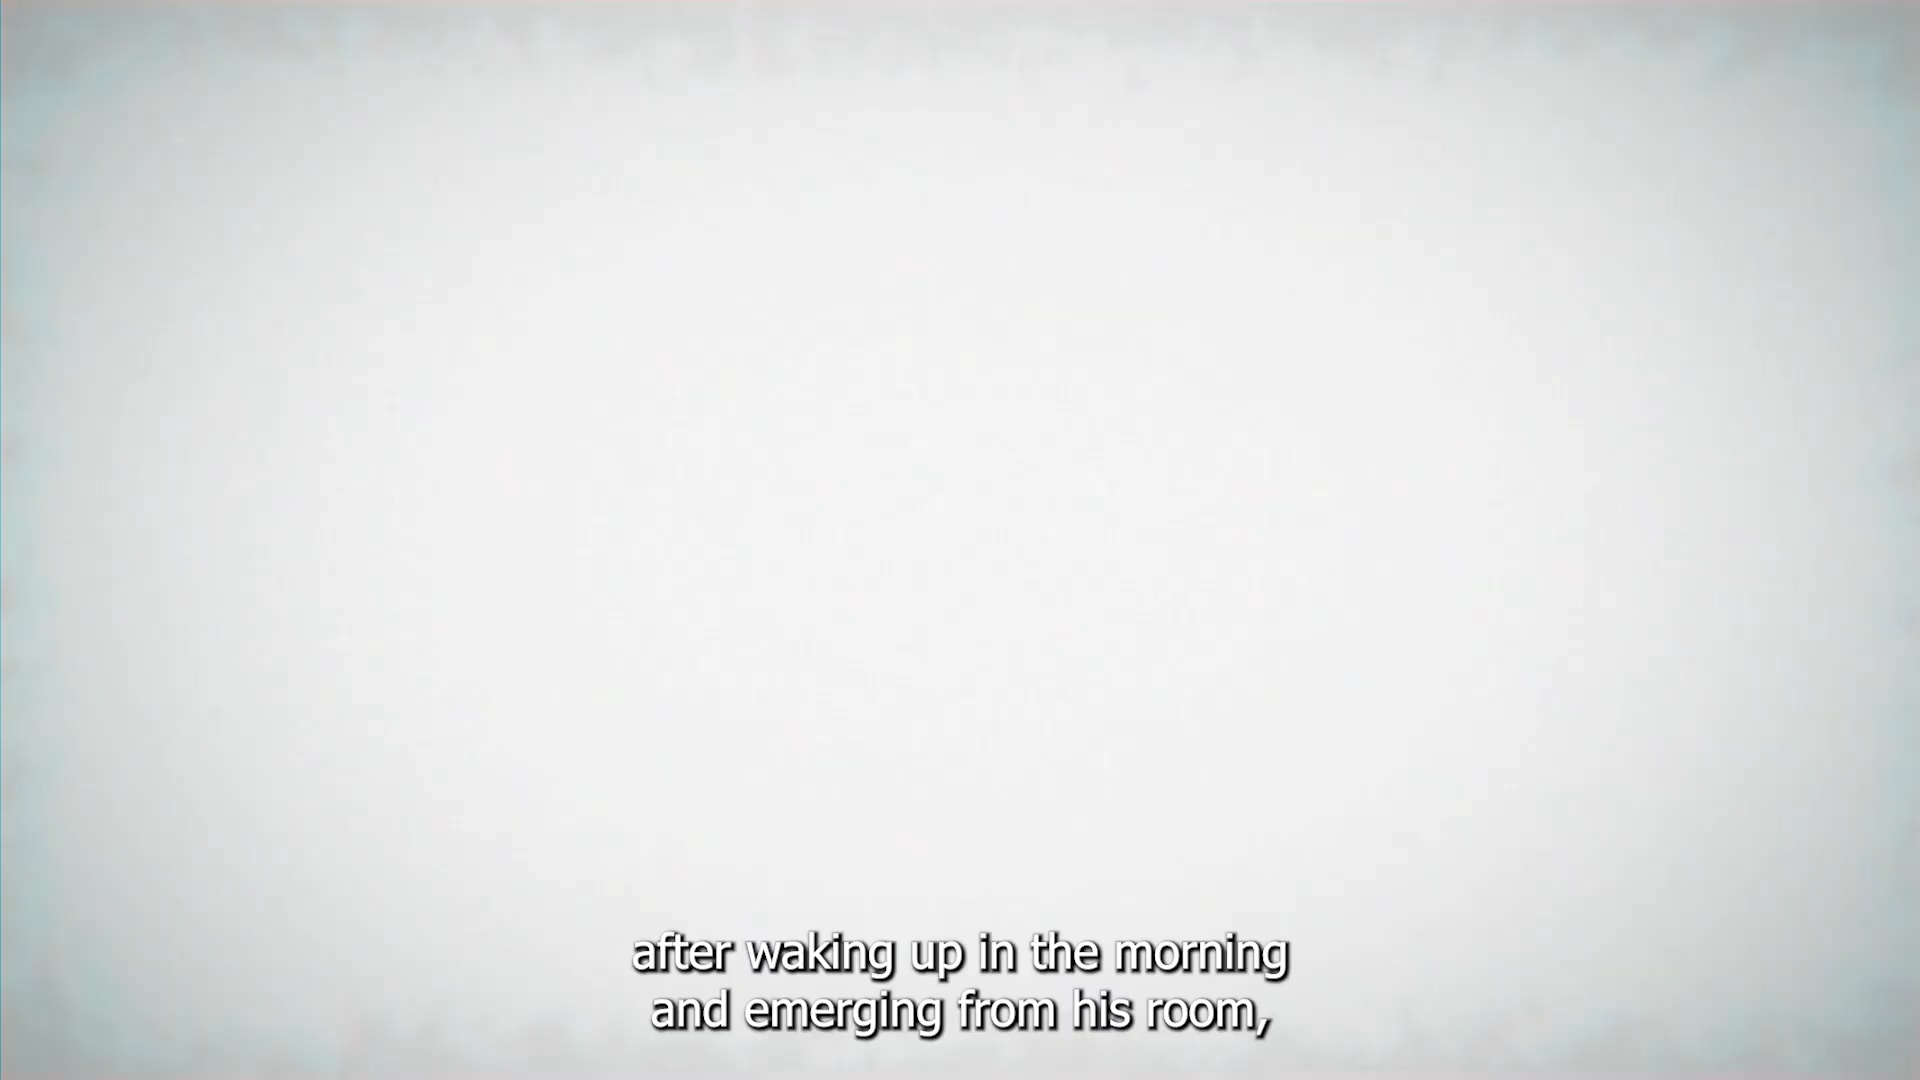 after waking up in the morning
and emerging from his room,